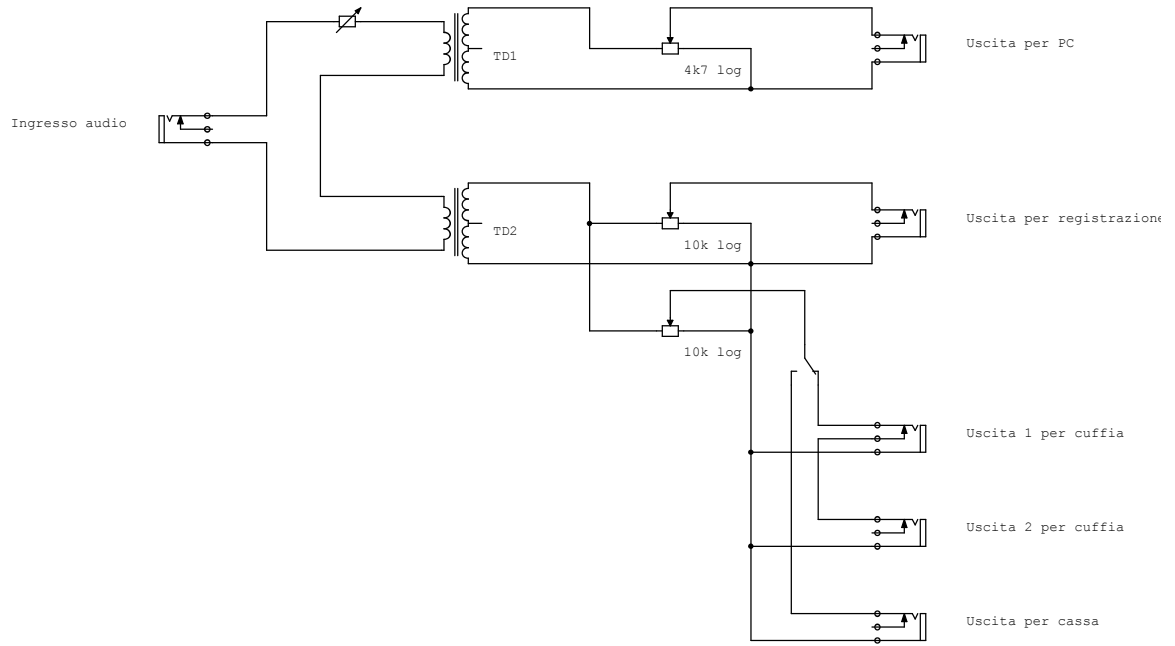 Uscita per PC
TD1
4k7 log
Ingresso audio
Uscita per registrazione
TD2
10k log
10k log
Uscita 1 per cuffia
Uscita 2 per cuffia
Uscita per cassa